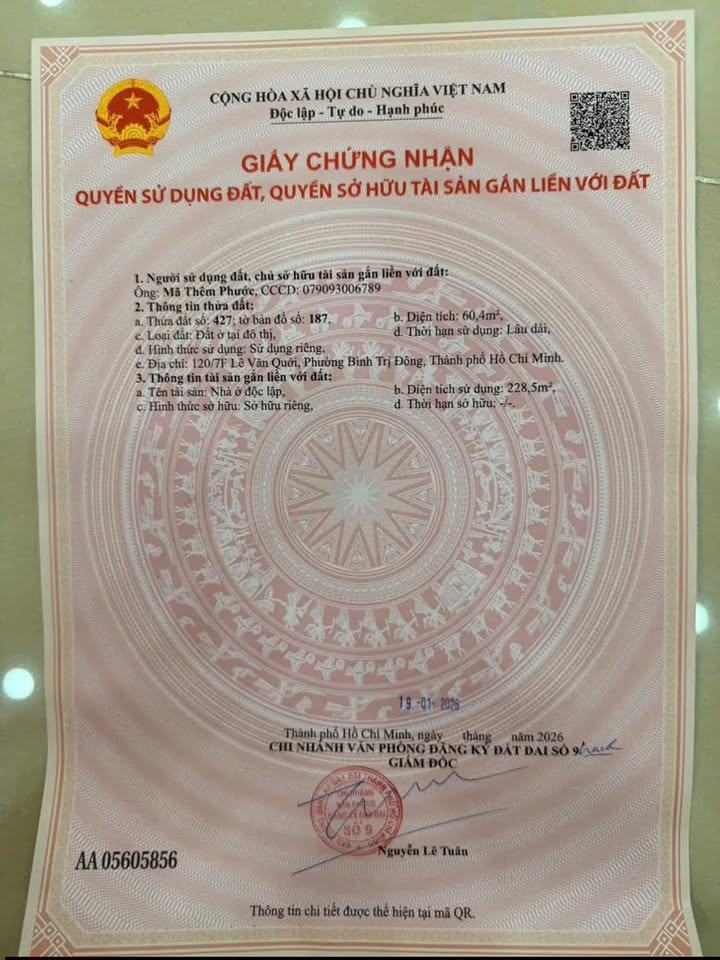 CỘNG HÒA XÃ HỘI CHỦ NGHĨA VIỆT NAM
Độc lập - Tự do - Hạnh phúc
GIẤY CHỨNG NHẬN
QUYỀN SỬ DỤNG ĐẤT, QUYỀN SỞ HỮU TÀI SẢN GẮN LIỀN VỚI ĐẤT
1. Người sử dụng đất, chủ sở hữu tài sản gắn liền với đất:
Ông: Mã Thêm Phước, CCCD: 079093006789
2. Thông tin thửa đất:
a. Thửa đất số: 427; tờ bản đồ số: 187, b. Diện tích: 60,4m²,
c. Loại đất: Đất ở tại đô thị, d. Thời hạn sử dụng: Lâu dài,
đ. Hình thức sử dụng: Sử dụng riêng,
e. Địa chỉ: 120/7F Lê Văn Quới, Phường Bình Trị Đông, Thành phố Hồ Chí Minh.
3. Thông tin tài sản gắn liền với đất:
a. Tên tài sản: Nhà ở độc lập, b. Diện tích sử dụng: 228,5m²,
c. Hình thức sở hữu: Sở hữu riêng, d. Thời hạn sở hữu: -/-.
19 -01- 2026
Thành phố Hồ Chí Minh, ngày tháng năm 2026
CHI NHÁNH VĂN PHÒNG ĐĂNG KÝ ĐẤT ĐAI SỐ 9
GIÁM ĐỐC
CHI NHÁNH
VĂN PHÒNG
ĐĂNG KÝ ĐẤT ĐAI
SỐ 9
Nguyễn Lê Tuân
AA 05605856
Thông tin chi tiết được thể hiện tại mã QR.